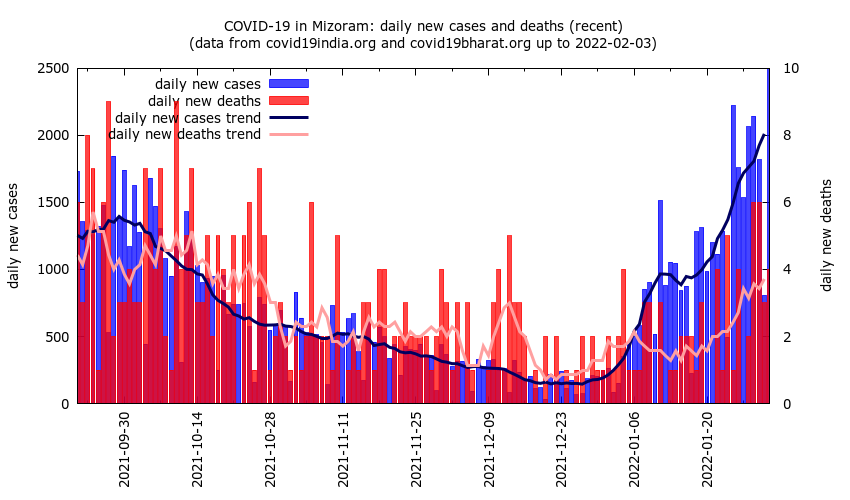 COVID-19 in Mizoram: daily new cases and deaths (recent)
(data from covid19india.org and covid19bharat.org up to 2022-02-03)
daily new cases
daily new deaths
daily new cases trend
daily new deaths trend
daily new cases
2500
2000
1500
1000
500
0
daily new deaths
10
8
6
4
2
0
2021-09-30
2021-10-14
2021-10-28
2021-11-11
2021-11-25
2021-12-09
2021-12-23
2022-01-06
2022-01-20